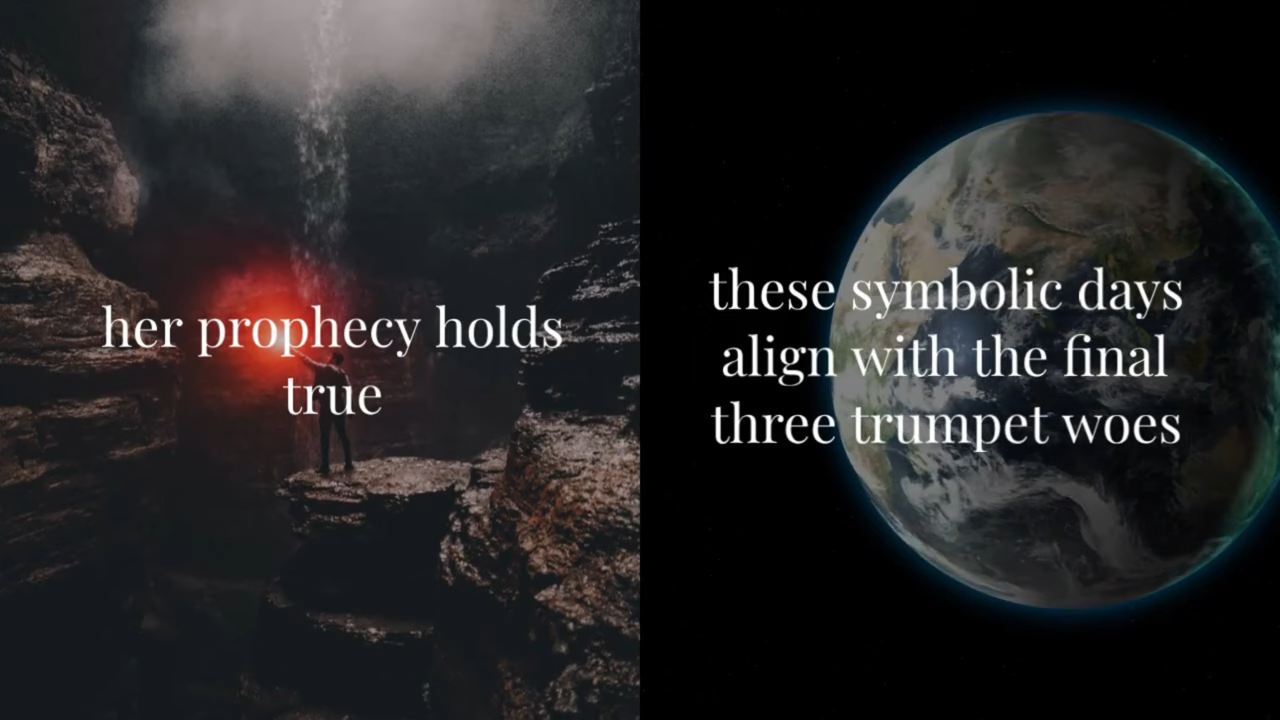 her prophecy holds
true
these symbolic days
align with the final
three trumpet woes